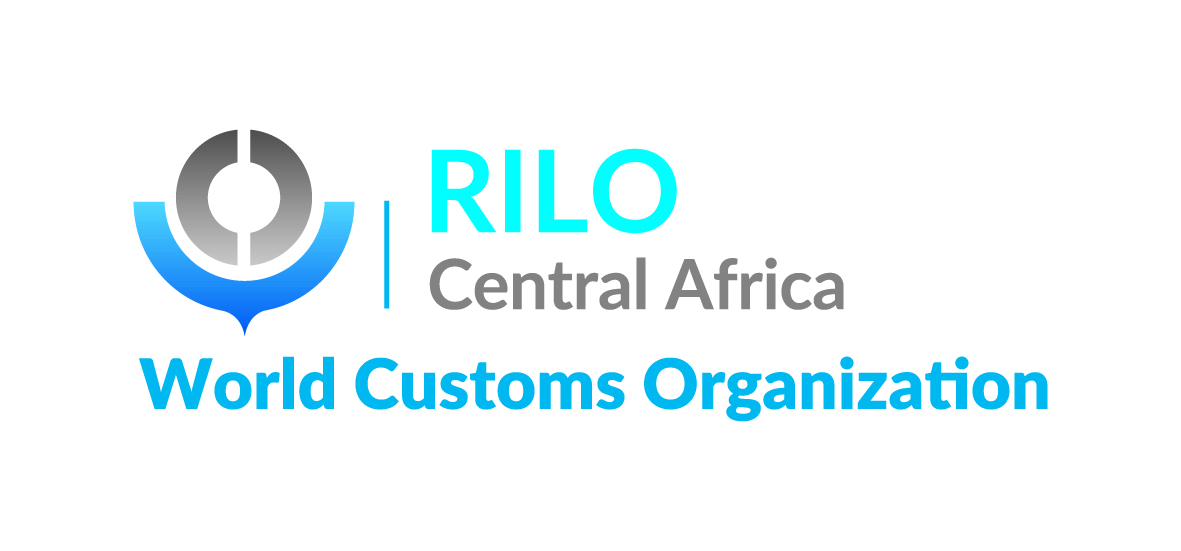 RILO
Central Africa
World Customs Organization